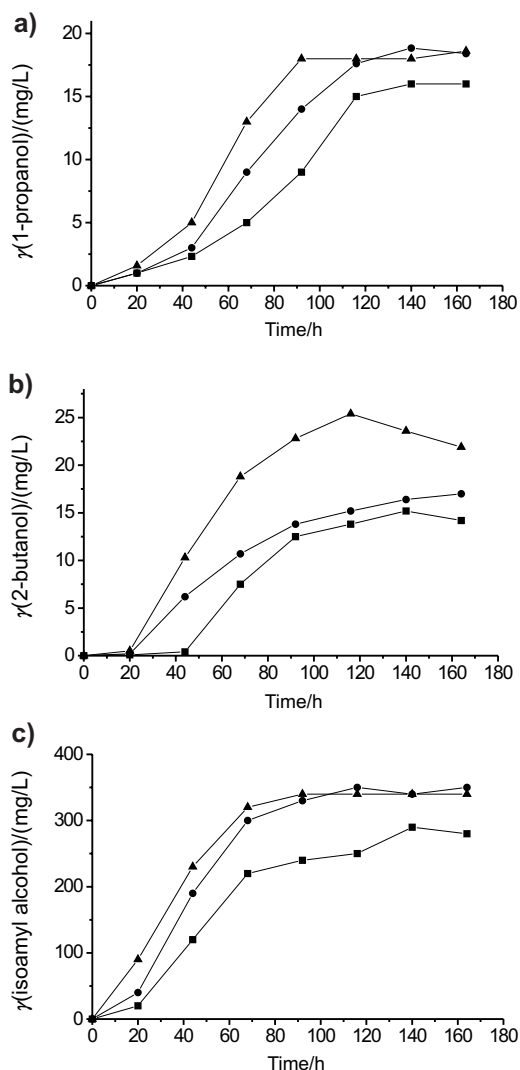 a)
γ(1-propanol)/(mg/L)
20
15
10
5
0
0 20 40 60 80 100 120 140 160 180
Time/h
b)
γ(2-butanol)/(mg/L)
25
20
15
10
5
0
0 20 40 60 80 100 120 140 160 180
Time/h
c)
γ(isoamyl alcohol)/(mg/L)
400
300
200
100
0
0 20 40 60 80 100 120 140 160 180
Time/h